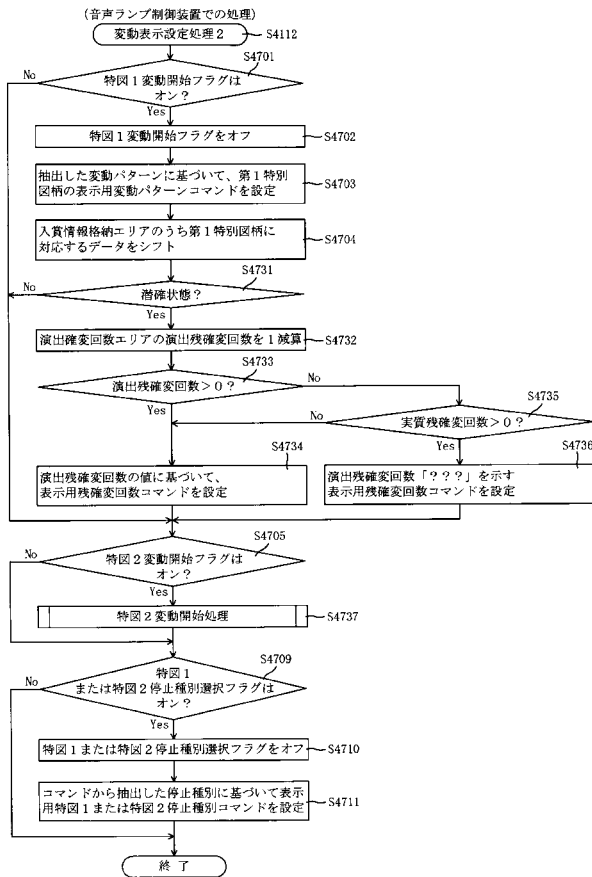 (音声ランプ制御装置での処理)
変動表示設定処理2
S4112
S4701
No
特図1変動開始フラグは
オン?
Yes
特図1変動開始フラグをオフ
S4702
抽出した変動パターンに基づいて、第1特別
図柄の表示用変動パターンコマンドを設定
S4703
入賞情報格納エリアのうち第1特別図柄に
対応するデータをシフト
S4704
S4731
No
潜確状態?
Yes
演出確変回数エリアの演出残確変回数を1減算
S4732
S4733
演出残確変回数>0?
No
Yes
S4735
No
実質残確変回数>0?
Yes
S4734
演出残確変回数の値に基づいて、
表示用残確変回数コマンドを設定
S4736
演出残確変回数「???」を示す
表示用残確変回数コマンドを設定
S4705
No
特図2変動開始フラグは
オン?
Yes
特図2変動開始処理
S4737
S4709
No
特図1
または特図2停止種別選択フラグは
オン?
Yes
特図1または特図2停止種別選択フラグをオフ
S4710
コマンドから抽出した停止種別に基づいて表示
用特図1または特図2停止種別コマンドを設定
S4711
終了